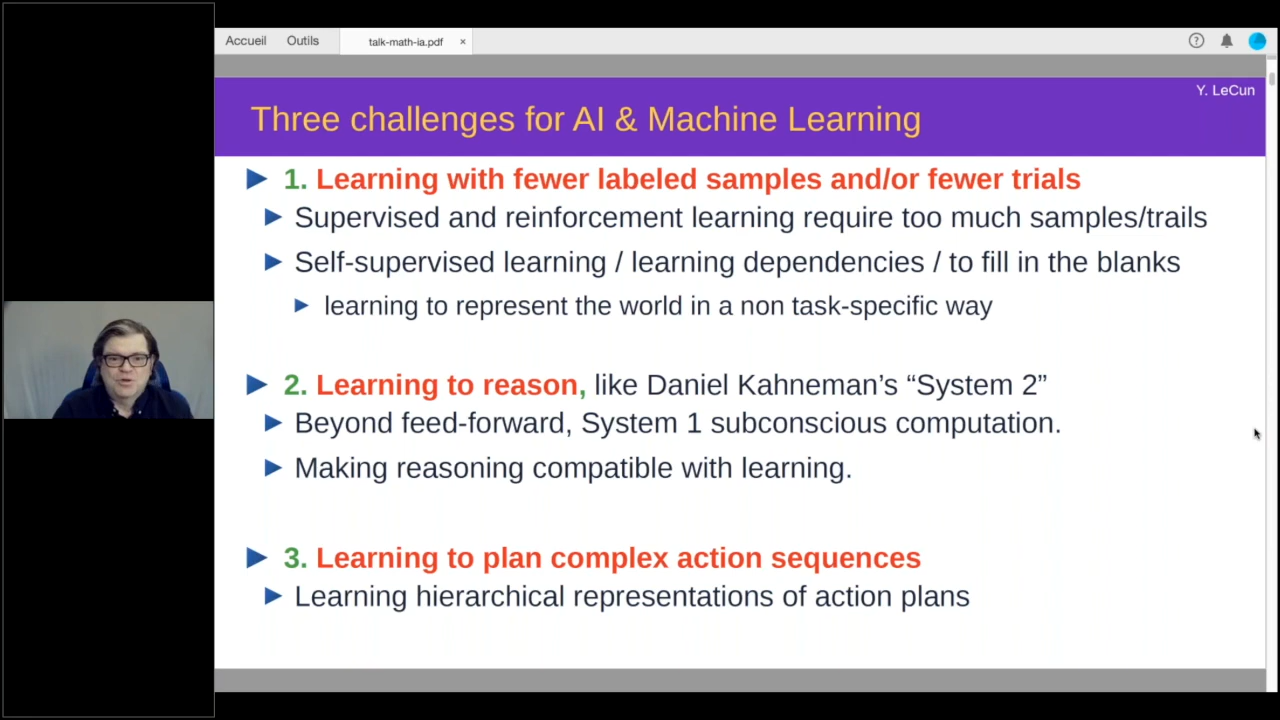 Accueil Outils talk-math-ia.pdf ×
Y. LeCun
Three challenges for AI & Machine Learning
1. Learning with fewer labeled samples and/or fewer trials
Supervised and reinforcement learning require too much samples/trails
Self-supervised learning / learning dependencies / to fill in the blanks
learning to represent the world in a non task-specific way
2. Learning to reason, like Daniel Kahneman’s “System 2”
Beyond feed-forward, System 1 subconscious computation.
Making reasoning compatible with learning.
3. Learning to plan complex action sequences
Learning hierarchical representations of action plans